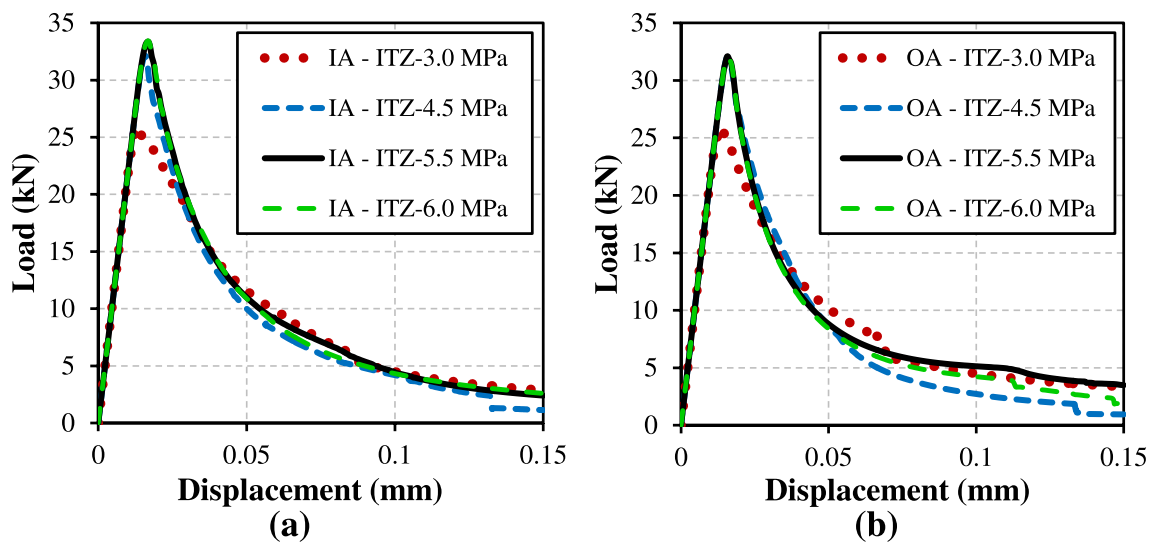 35
30
25
20
15
10
5
0
Load (kN)
IA - ITZ-3.0 MPa
IA - ITZ-4.5 MPa
IA - ITZ-5.5 MPa
IA - ITZ-6.0 MPa
0 0.05 0.1 0.15
Displacement (mm)
(a)
35
30
25
20
15
10
5
0
Load (kN)
OA - ITZ-3.0 MPa
OA - ITZ-4.5 MPa
OA - ITZ-5.5 MPa
OA - ITZ-6.0 MPa
0 0.05 0.1 0.15
Displacement (mm)
(b)